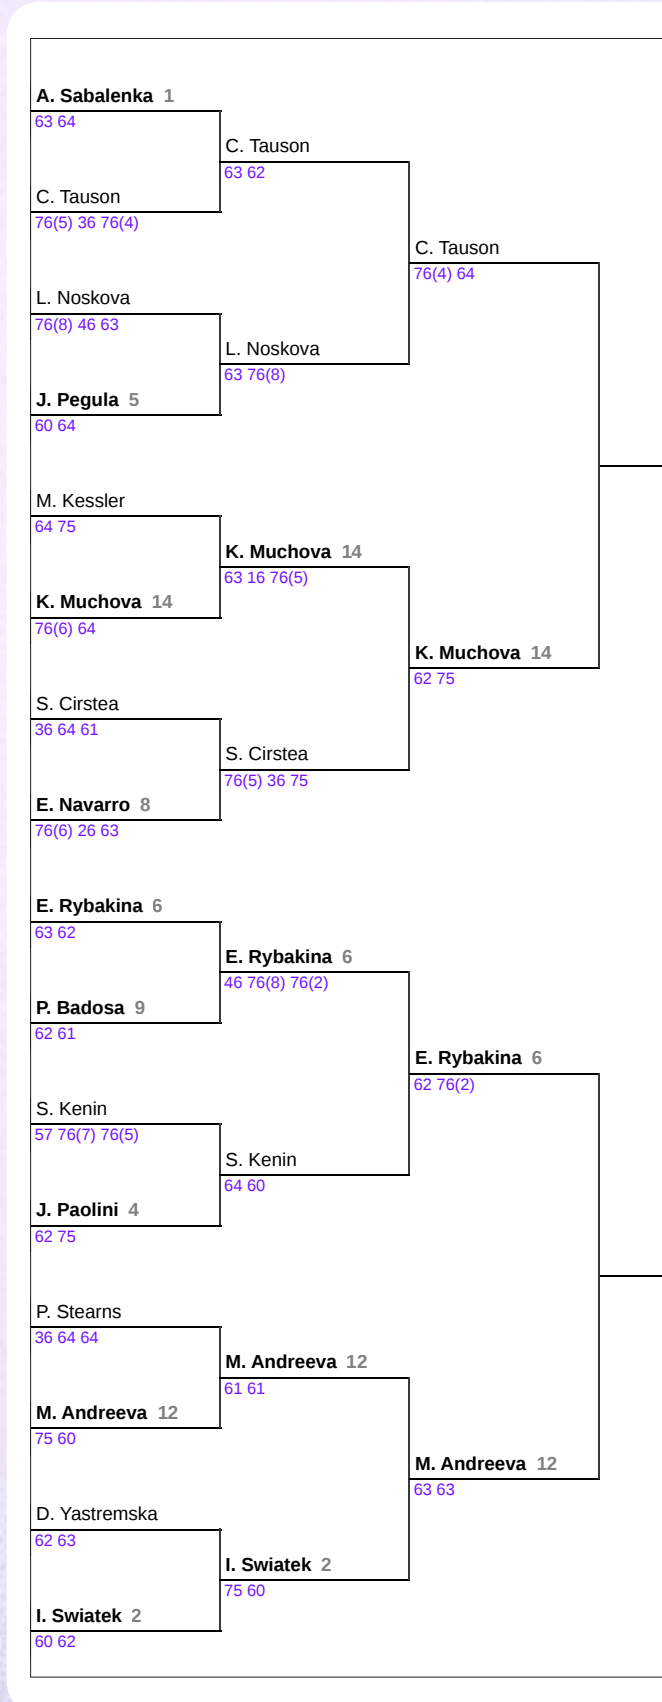 A. Sabalenka 1
63 64
C. Tauson
63 62
C. Tauson
76(5) 36 76(4)
C. Tauson
76(4) 64
L. Noskova
76(8) 46 63
L. Noskova
63 76(8)
J. Pegula 5
60 64
M. Kessler
64 75
K. Muchova 14
63 16 76(5)
K. Muchova 14
76(6) 64
K. Muchova 14
62 75
S. Cirstea
36 64 61
S. Cirstea
76(5) 36 75
E. Navarro 8
76(6) 26 63
E. Rybakina 6
63 62
E. Rybakina 6
46 76(8) 76(2)
P. Badosa 9
62 61
E. Rybakina 6
62 76(2)
S. Kenin
57 76(7) 76(5)
S. Kenin
64 60
J. Paolini 4
62 75
P. Stearns
36 64 64
M. Andreeva 12
61 61
M. Andreeva 12
75 60
M. Andreeva 12
63 63
D. Yastremska
62 63
I. Swiatek 2
75 60
I. Swiatek 2
60 62